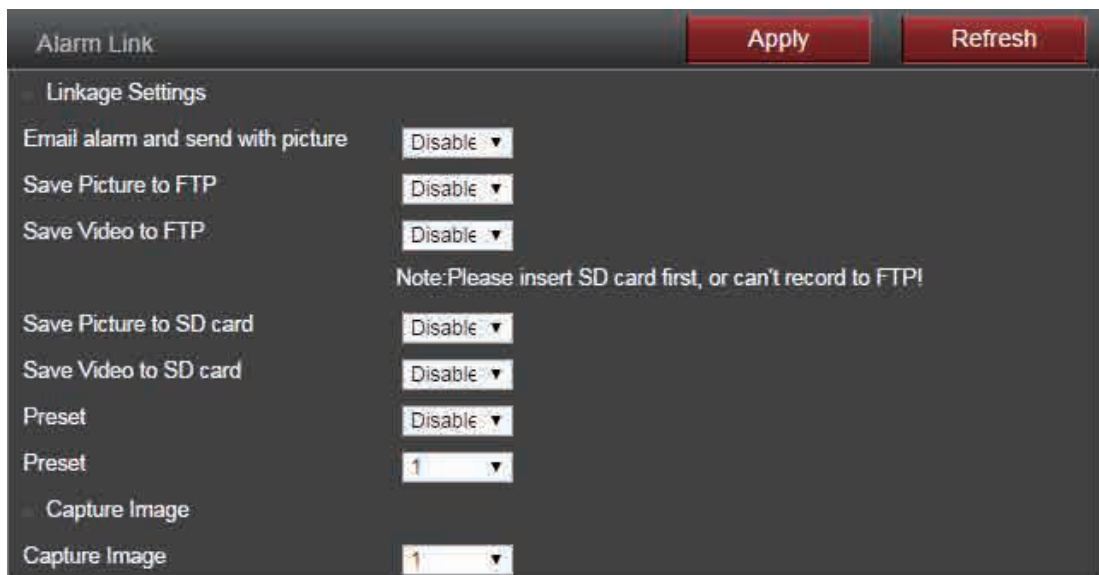 Alarm Link Apply Refresh
Linkage Settings
Email alarm and send with picture Disable
Save Picture to FTP Disable
Save Video to FTP Disable
Note:Please insert SD card first, or can't record to FTP!
Save Picture to SD card Disable
Save Video to SD card Disable
Preset Disable
Preset 1
Capture Image
Capture Image 1